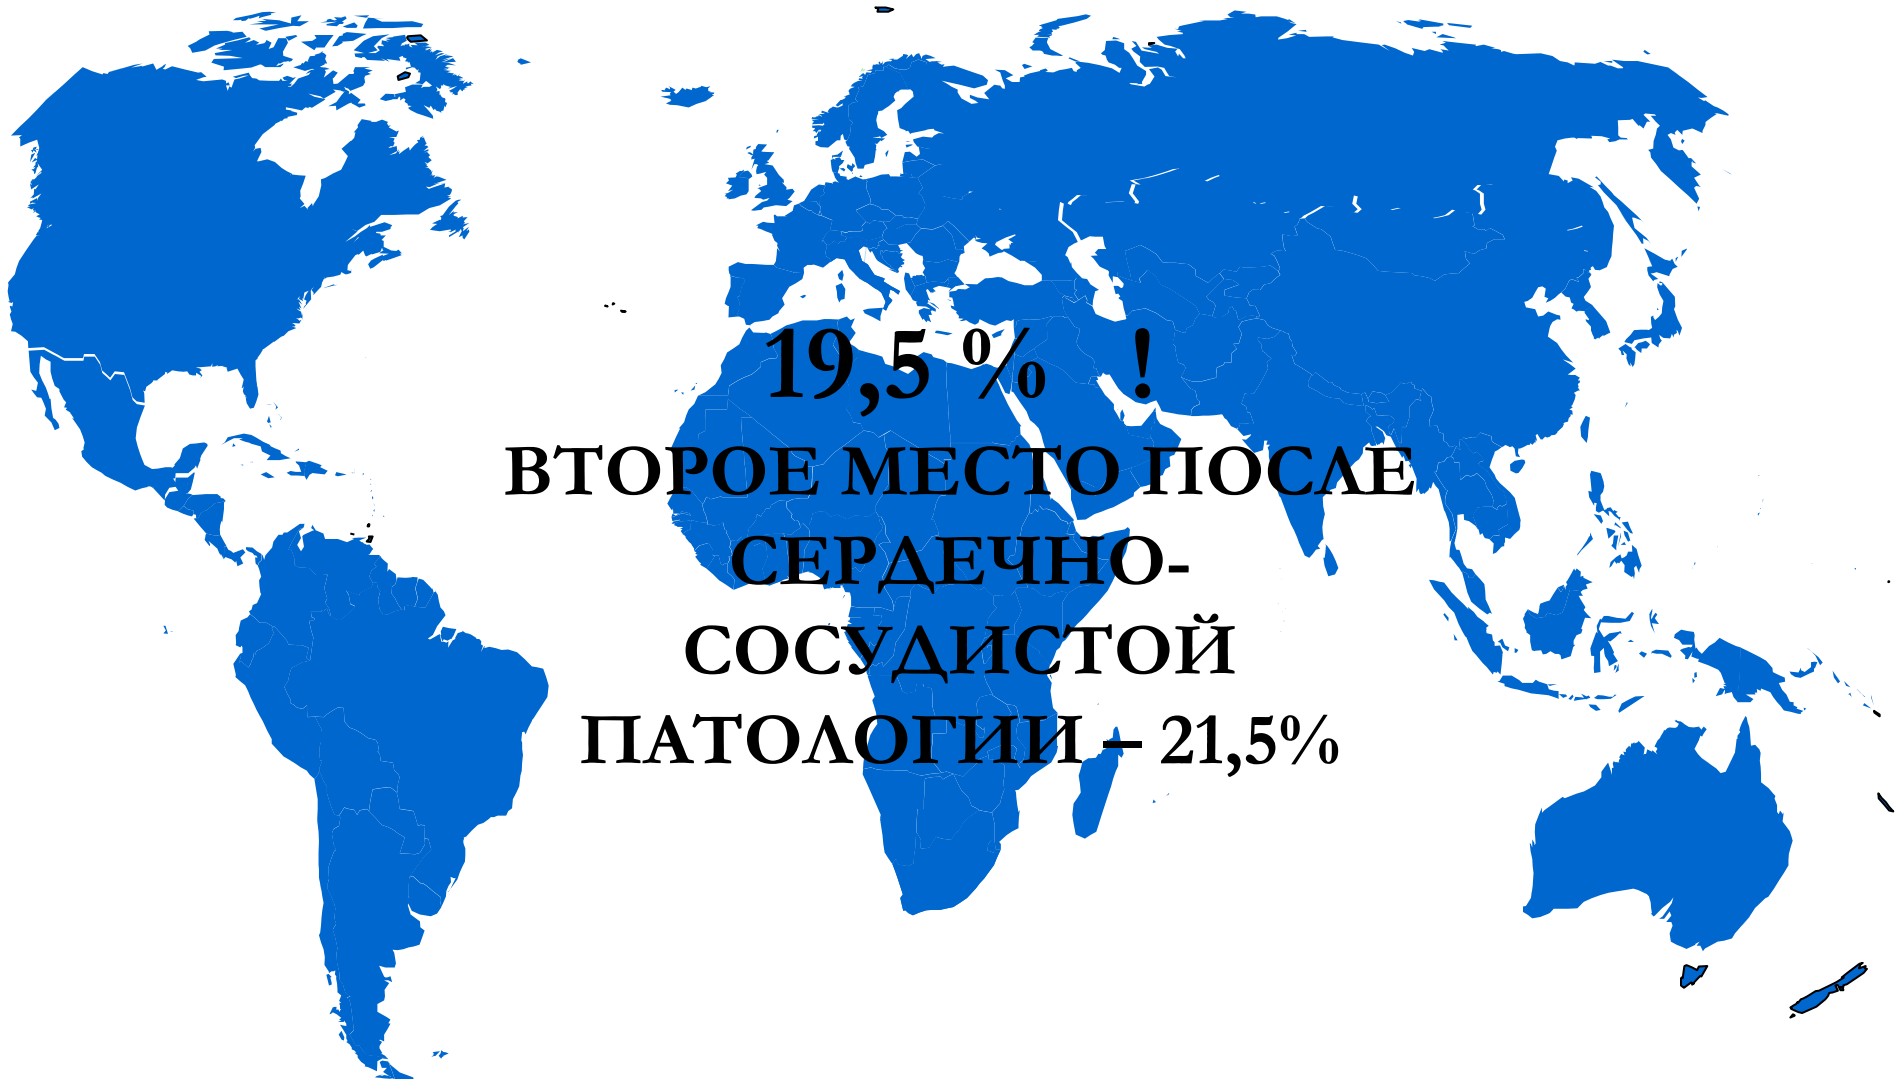 19,5 % !
ВТОРОЕ МЕСТО ПОСЛЕ
СЕРДЕЧНО-
СОСУДИСТОЙ
ПАТОЛОГИИ – 21,5%